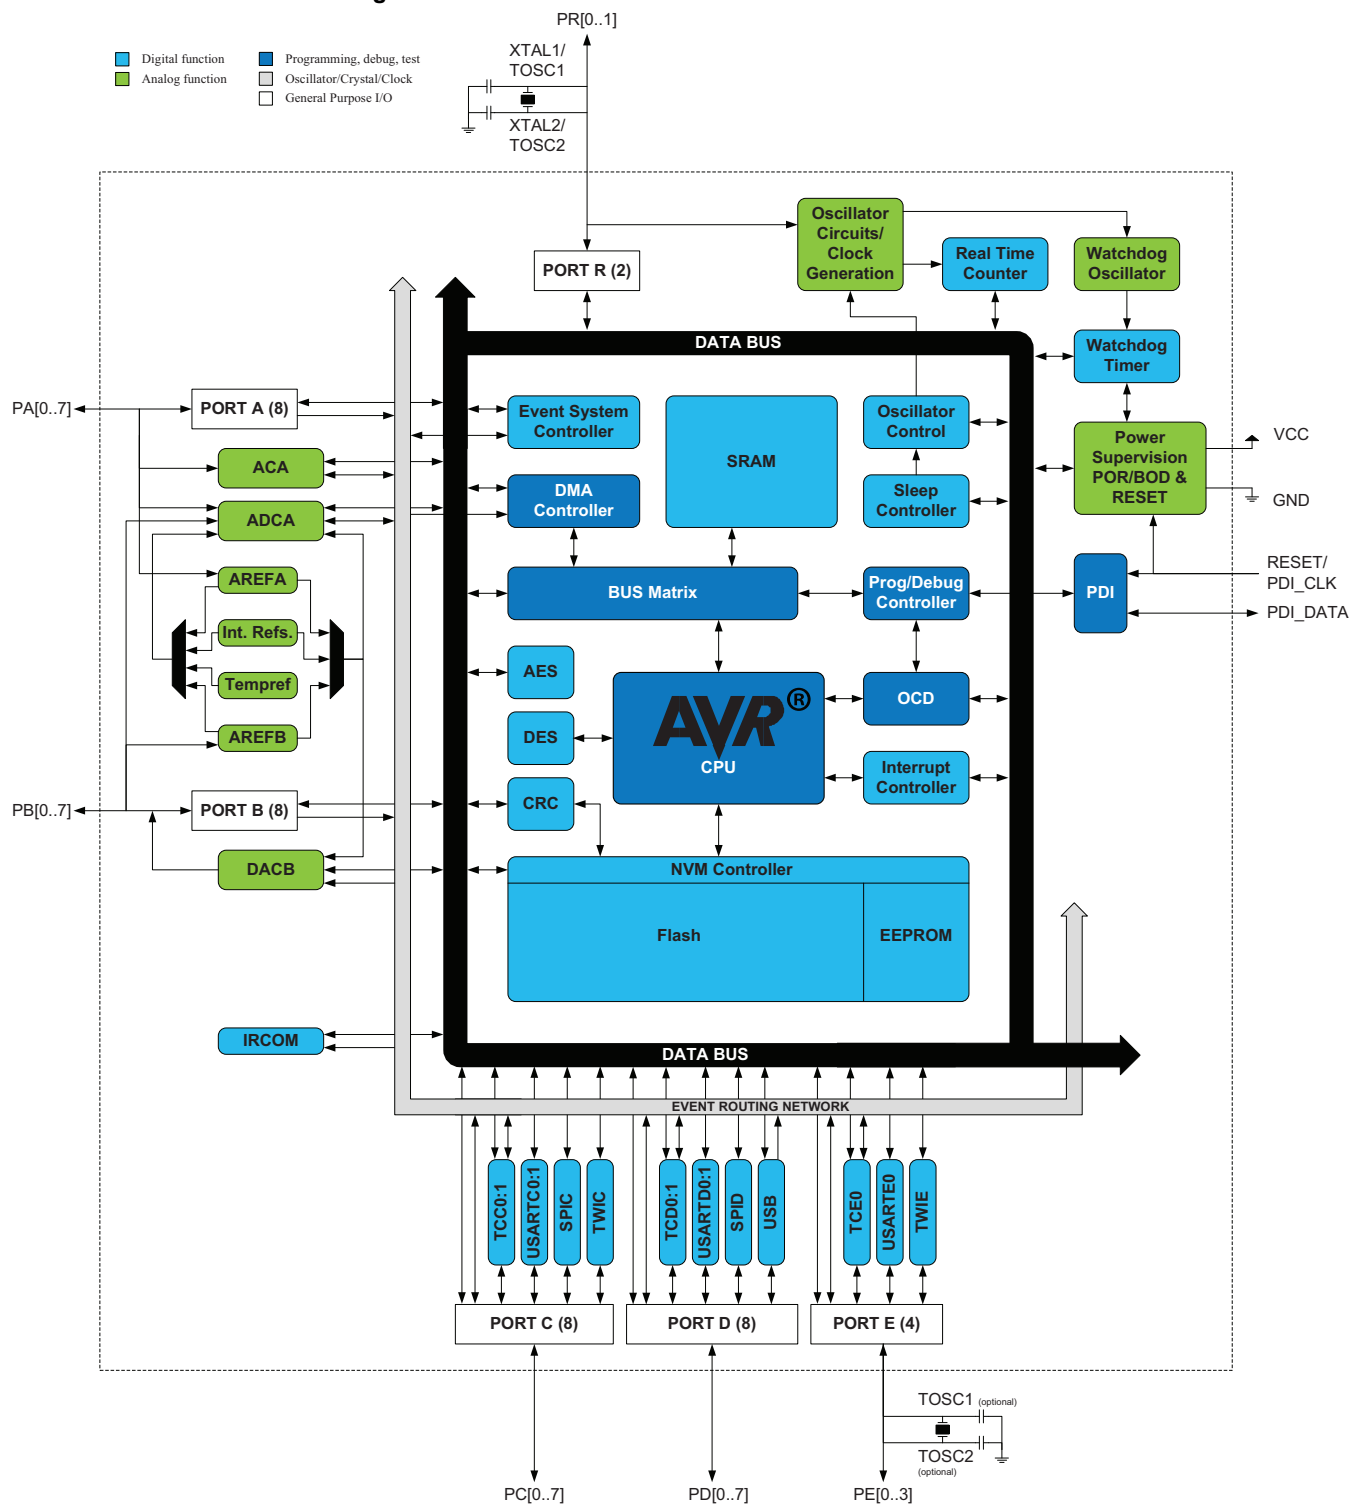 PR[0..1]
Digital function
Analog function
Programming, debug, test
Oscillator/Crystal/Clock
General Purpose I/O
XTAL1/
TOSC1
XTAL2/
TOSC2
PORT R (2)
Oscillator
Circuits/
Clock
Generation
Real Time
Counter
Watchdog
Oscillator
DATA BUS
Watchdog
Timer
PA[0..7]
PORT A (8)
Event System
Controller
SRAM
Oscillator
Control
Power
Supervision
POR/BOD &
RESET
VCC
GND
ACA
DMA
Controller
Sleep
Controller
ADCA
AREFA
BUS Matrix
Prog/Debug
Controller
PDI
RESET/
PDI_CLK
PDI_DATA
Int. Refs.
Tempref
AREFB
AES
DES
CRC
AVR®
CPU
OCD
Interrupt
Controller
PB[0..7]
PORT B (8)
DACB
NVM Controller
Flash
EEPROM
IRCOM
DATA BUS
EVENT ROUTING NETWORK
TCC0:1
USARTC0:1
SPIC
TWIC
TCD0:1
USARTD0:1
SPID
USB
TCE0
USARTE0
TWIE
PORT C (8)
PORT D (8)
PORT E (4)
TOSC1 (optional)
TOSC2
(optional)
PC[0..7]
PD[0..7]
PE[0..3]